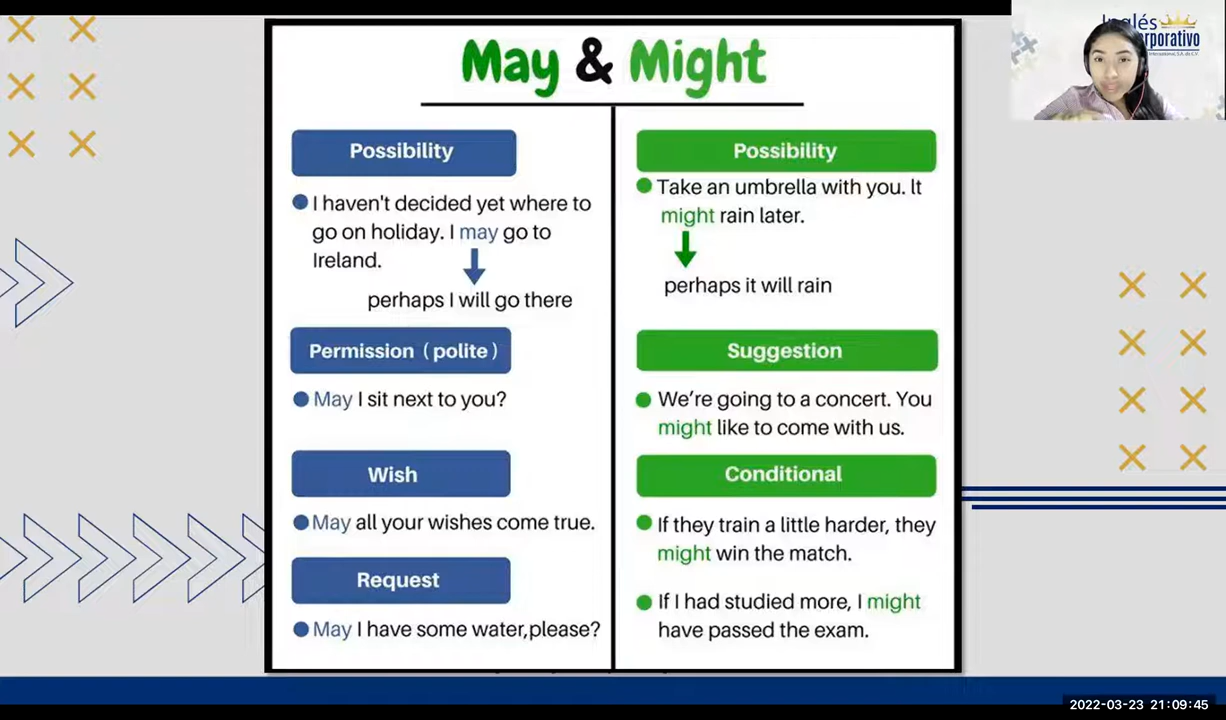 May & Might
Possibility
I haven't decided yet where to
go on holiday. I may go to
Ireland.
perhaps I will go there
Permission (polite)
May I sit next to you?
Wish
May all your wishes come true.
Request
May I have some water,please?
Possibility
Take an umbrella with you. It
might rain later.
perhaps it will rain
Suggestion
We're going to a concert. You
might like to come with us.
Conditional
If they train a little harder, they
might win the match.
If I had studied more, I might
have passed the exam.
Inglés
2022-03-23 21:09:45